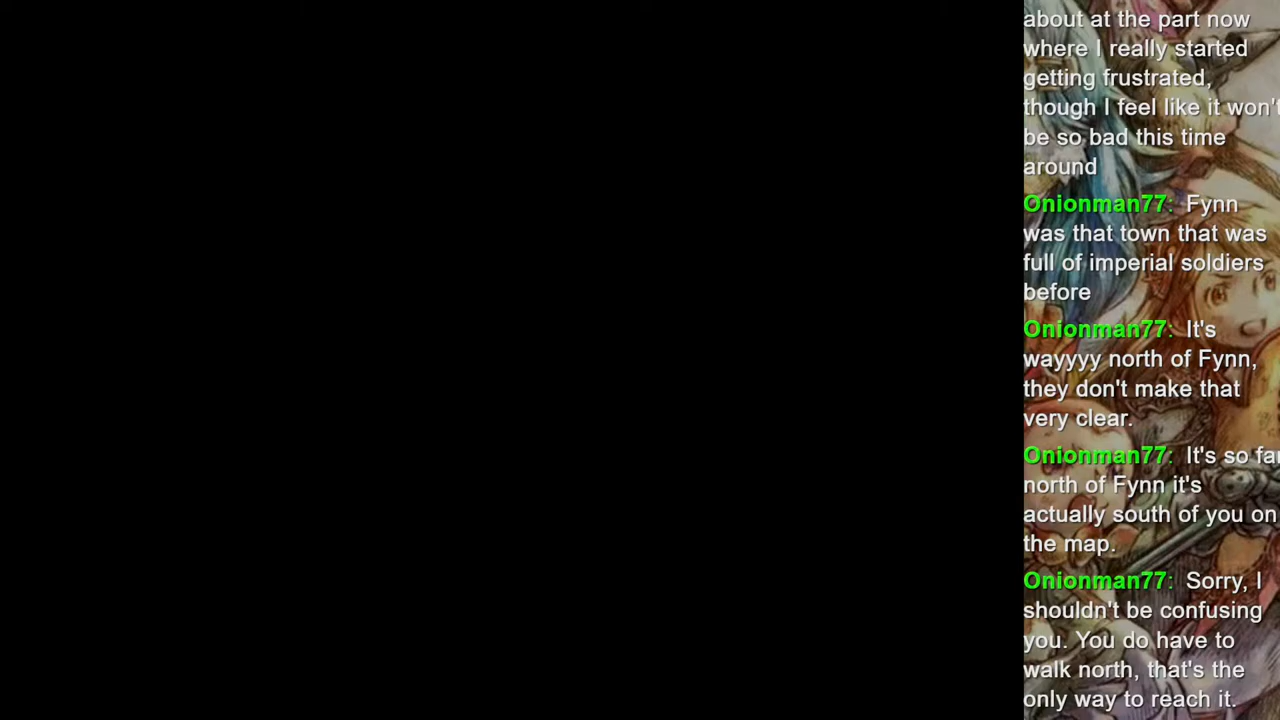 about at the part now
where I really started
getting frustrated,
though I feel like it won't
be so bad this time
around
Onionman77: Fynn
was that town that was
full of imperial soldiers
before
Onionman77: It's
wayyyy north of Fynn,
they don't make that
very clear.
Onionman77: It's so far
north of Fynn it's
actually south of you on
the map.
Onionman77: Sorry, I
shouldn't be confusing
you. You do have to
walk north, that's the
only way to reach it.